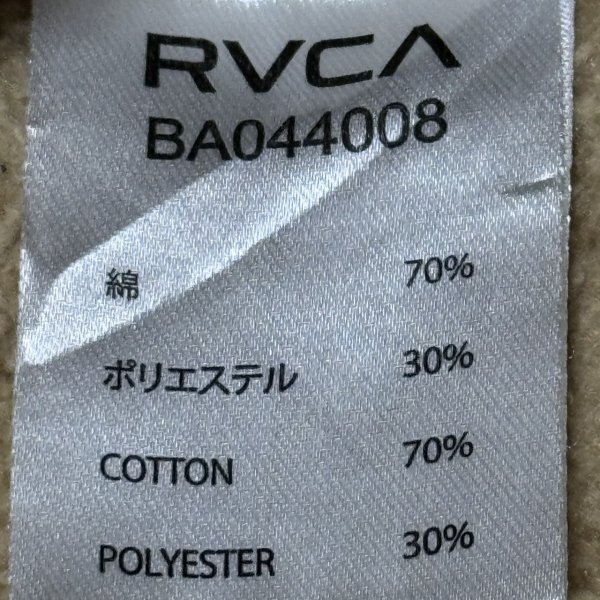 RVCA
BA044008
綿 70%
ポリエステル 30%
COTTON 70%
POLYESTER 30%